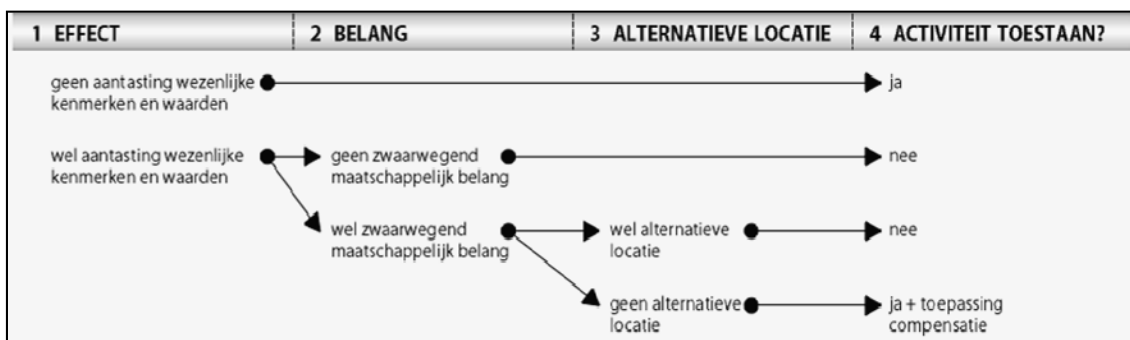 1 EFFECT 2 BELANG 3 ALTERNATIEVE LOCATIE 4 ACTIVITEIT TOESTAAN?
geen aantasting wezenlijke
kenmerken en waarden
ja
wel aantasting wezenlijke
kenmerken en waarden
geen zwaarwegend
maatschappelijk belang
nee
wel zwaarwegend
maatschappelijk belang
wel alternatieve
locatie
nee
geen alternatieve
locatie
ja + toepassing
compensatie